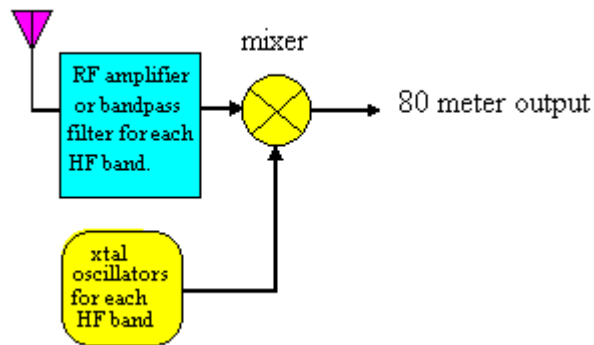 mixer
RF amplifier
or bandpass
filter for each
HF band.
80 meter output
xtal
oscillators
for each
HF band